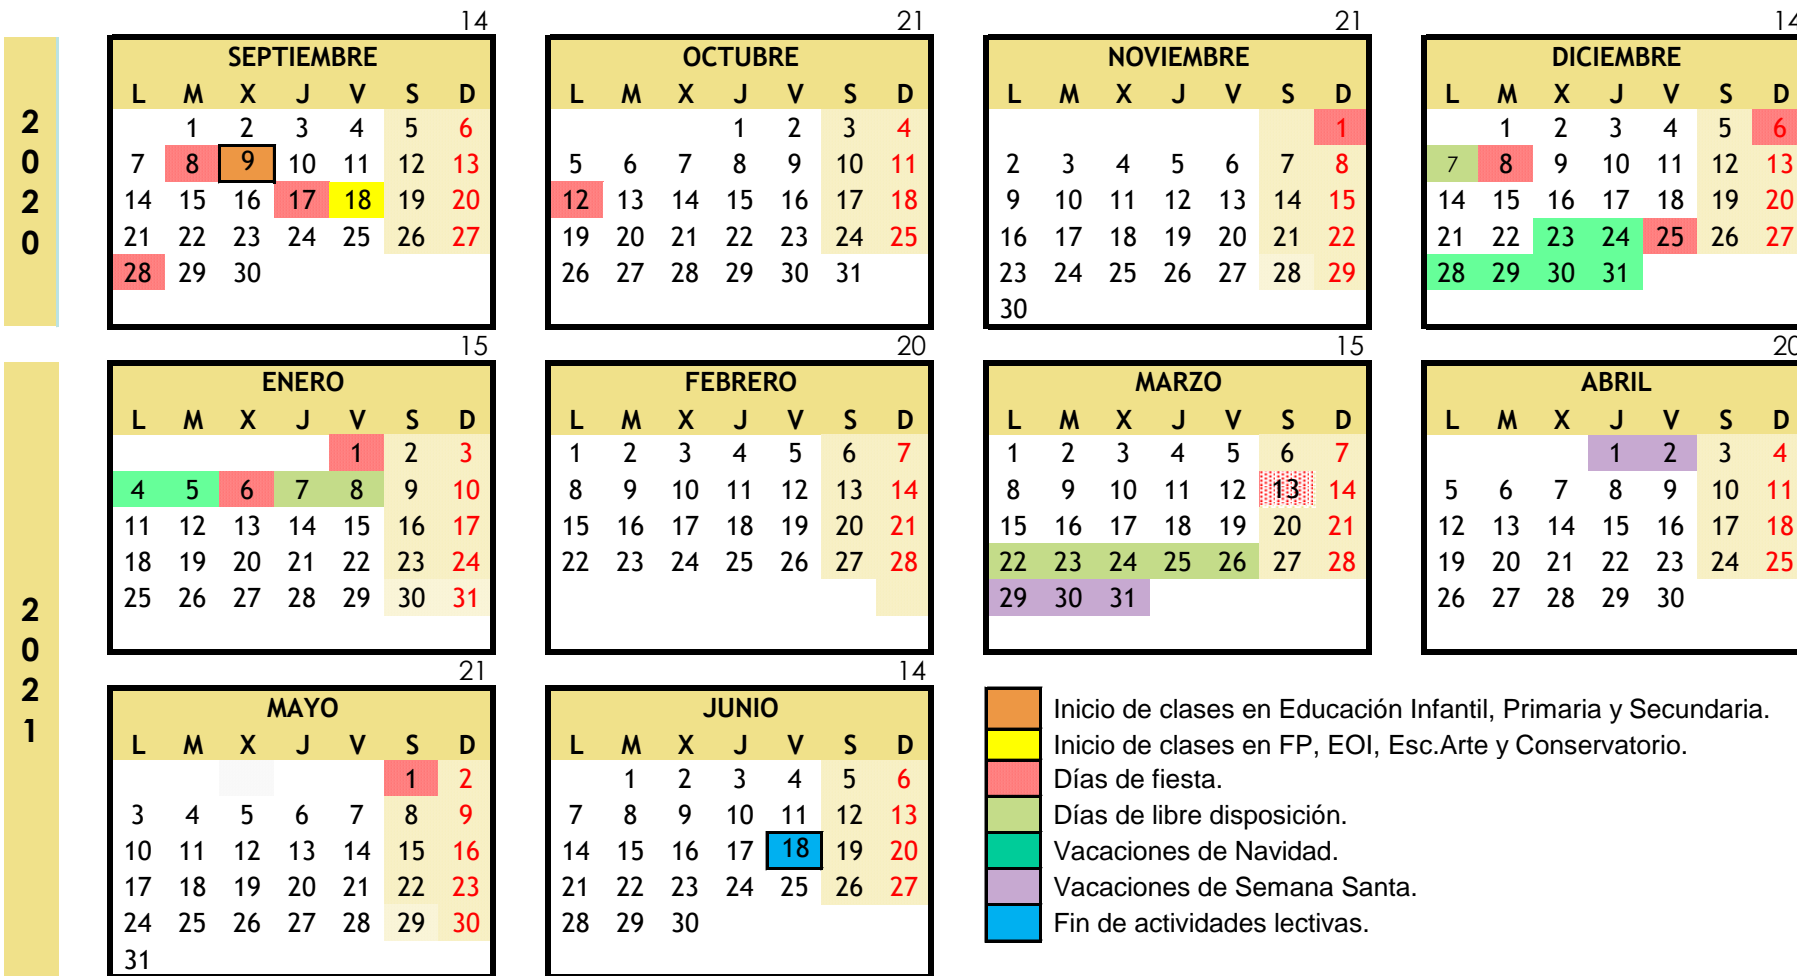 14 21 21 14
2020
SEPTIEMBRE
L M X J V S D
1 2 3 4 5 6
7 8 9 10 11 12 13
14 15 16 17 18 19 20
21 22 23 24 25 26 27
28 29 30
OCTUBRE
L M X J V S D
1 2 3 4
5 6 7 8 9 10 11
12 13 14 15 16 17 18
19 20 21 22 23 24 25
26 27 28 29 30 31
NOVIEMBRE
L M X J V S D
1
2 3 4 5 6 7 8
9 10 11 12 13 14 15
16 17 18 19 20 21 22
23 24 25 26 27 28 29
30
DICIEMBRE
L M X J V S D
1 2 3 4 5 6
7 8 9 10 11 12 13
14 15 16 17 18 19 20
21 22 23 24 25 26 27
28 29 30 31
15 20 15 20
2021
ENERO
L M X J V S D
1 2 3
4 5 6 7 8 9 10
11 12 13 14 15 16 17
18 19 20 21 22 23 24
25 26 27 28 29 30 31
FEBRERO
L M X J V S D
1 2 3 4 5 6 7
8 9 10 11 12 13 14
15 16 17 18 19 20 21
22 23 24 25 26 27 28
MARZO
L M X J V S D
1 2 3 4 5 6 7
8 9 10 11 12 13 14
15 16 17 18 19 20 21
22 23 24 25 26 27 28
29 30 31
ABRIL
L M X J V S D
1 2 3 4
5 6 7 8 9 10 11
12 13 14 15 16 17 18
19 20 21 22 23 24 25
26 27 28 29 30
21 14
MAYO
L M X J V S D
1 2
3 4 5 6 7 8 9
10 11 12 13 14 15 16
17 18 19 20 21 22 23
24 25 26 27 28 29 30
31
JUNIO
L M X J V S D
1 2 3 4 5 6
7 8 9 10 11 12 13
14 15 16 17 18 19 20
21 22 23 24 25 26 27
28 29 30
Inicio de clases en Educación Infantil, Primaria y Secundaria.
Inicio de clases en FP, EOI, Esc.Arte y Conservatorio.
Días de fiesta.
Días de libre disposición.
Vacaciones de Navidad.
Vacaciones de Semana Santa.
Fin de actividades lectivas.